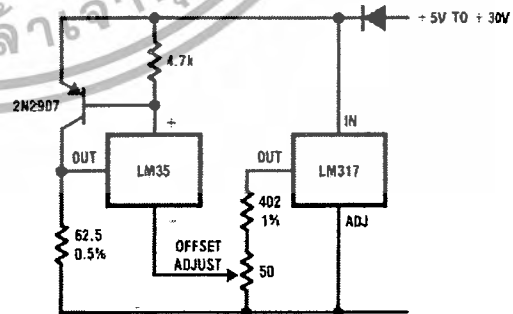 + 5V TO + 30V
4.7k
2N2907
+
IN
OUT
LM35
OUT
LM317
402
1%
ADJ
62.5
0.5%
OFFSET
ADJUST
50